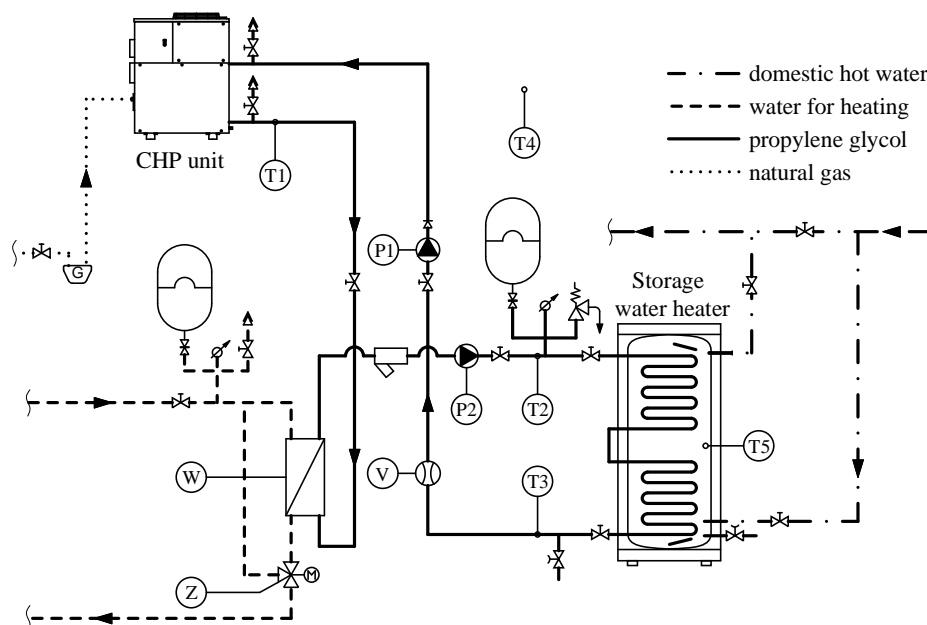 domestic hot water
water for heating
propylene glycol
natural gas
CHP unit
T1
T4
P1
G
Storage
water heater
P2
T2
T5
W
V
T3
Z
M